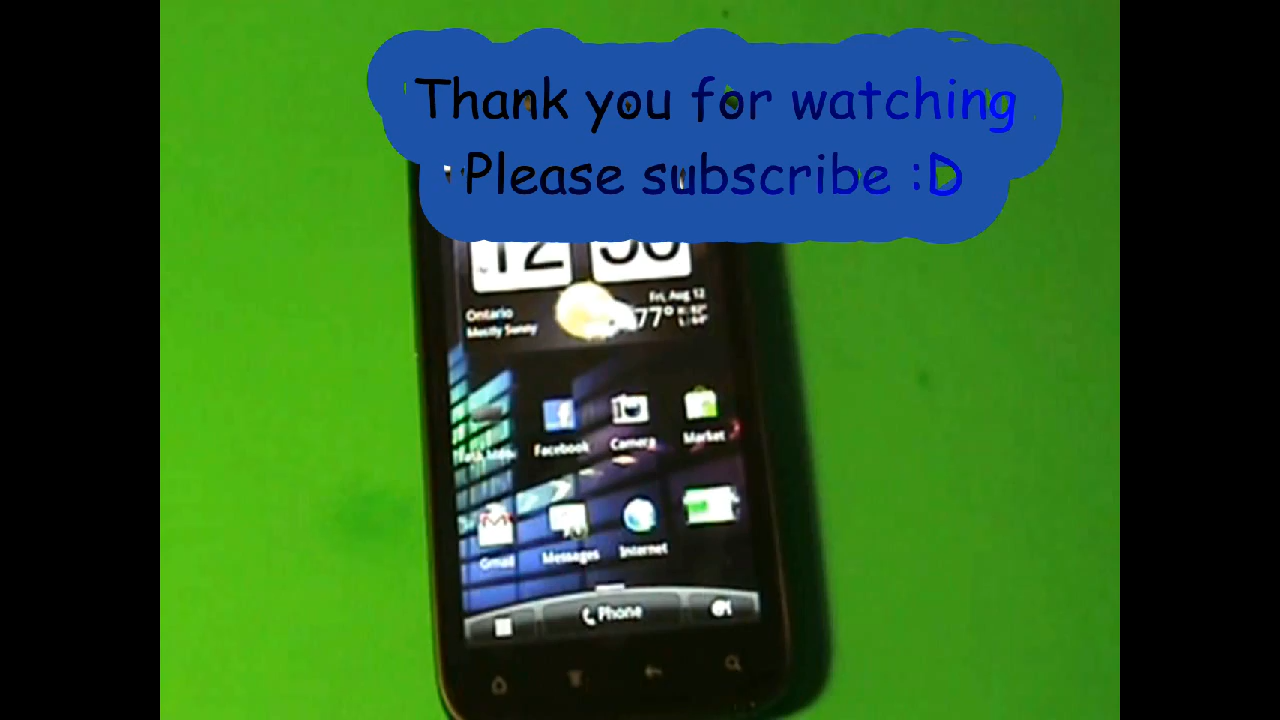 Thank you for watching
Please subscribe :D
12
Ontario
Mostly Sunny
Fri, Aug 12
77°
Facebook
Camera
Market
Gmail
Messages
Internet
Phone